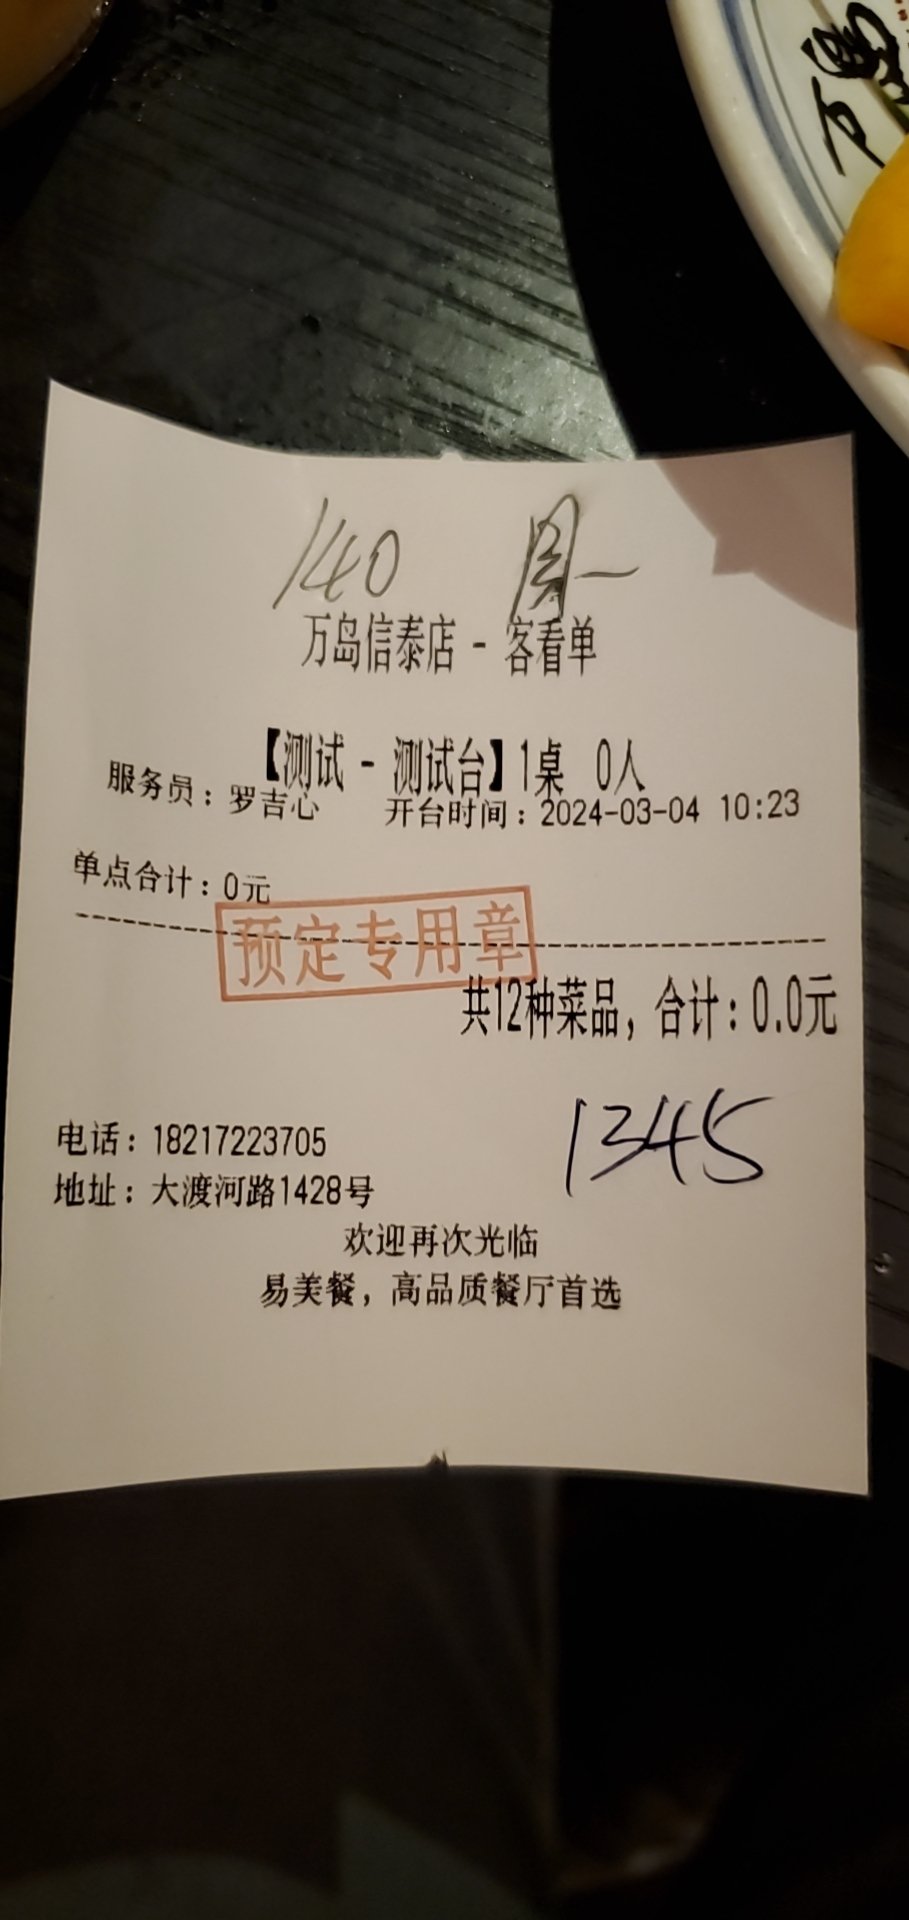 140 周一
万岛信泰店 - 客看单
【测试 - 测试台】1桌 0人
服务员：罗吉心 开台时间：2024-03-04 10:23
单点合计：0元
预定专用章
共12种菜品，合计：0.0元
1345
电话：18217223705
地址：大渡河路1428号
欢迎再次光临
易美餐，高品质餐厅首选